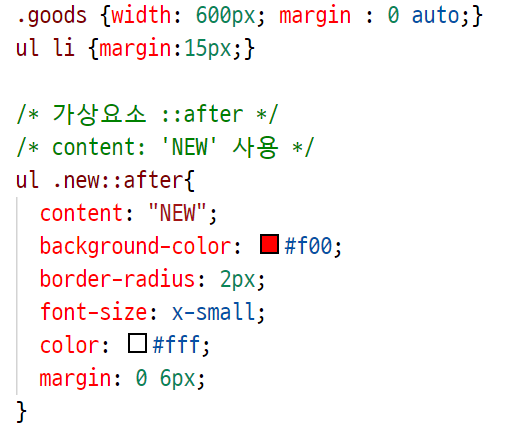 .goods {width: 600px; margin : 0 auto;}
ul li {margin:15px;}
/* 가상요소 ::after */
/* content: 'NEW' 사용 */
ul .new::after{
content: "NEW";
background-color: #f00;
border-radius: 2px;
font-size: x-small;
color: #fff;
margin: 0 6px;
}